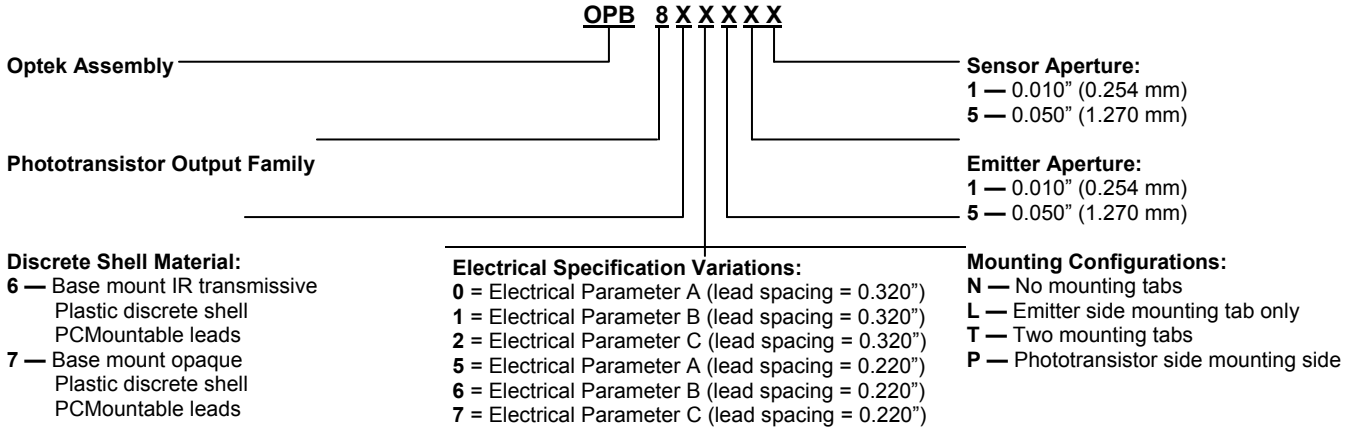 OPB 8 X X X X X
Optek Assembly
Phototransistor Output Family
Discrete Shell Material:
6 — Base mount IR transmissive
Plastic discrete shell
PCMountable leads
7 — Base mount opaque
Plastic discrete shell
PCMountable leads
Electrical Specification Variations:
0 = Electrical Parameter A (lead spacing = 0.320”)
1 = Electrical Parameter B (lead spacing = 0.320”)
2 = Electrical Parameter C (lead spacing = 0.320”)
5 = Electrical Parameter A (lead spacing = 0.220”)
6 = Electrical Parameter B (lead spacing = 0.220”)
7 = Electrical Parameter C (lead spacing = 0.220”)
Sensor Aperture:
1 — 0.010” (0.254 mm)
5 — 0.050” (1.270 mm)
Emitter Aperture:
1 — 0.010” (0.254 mm)
5 — 0.050” (1.270 mm)
Mounting Configurations:
N — No mounting tabs
L — Emitter side mounting tab only
T — Two mounting tabs
P — Phototransistor side mounting side